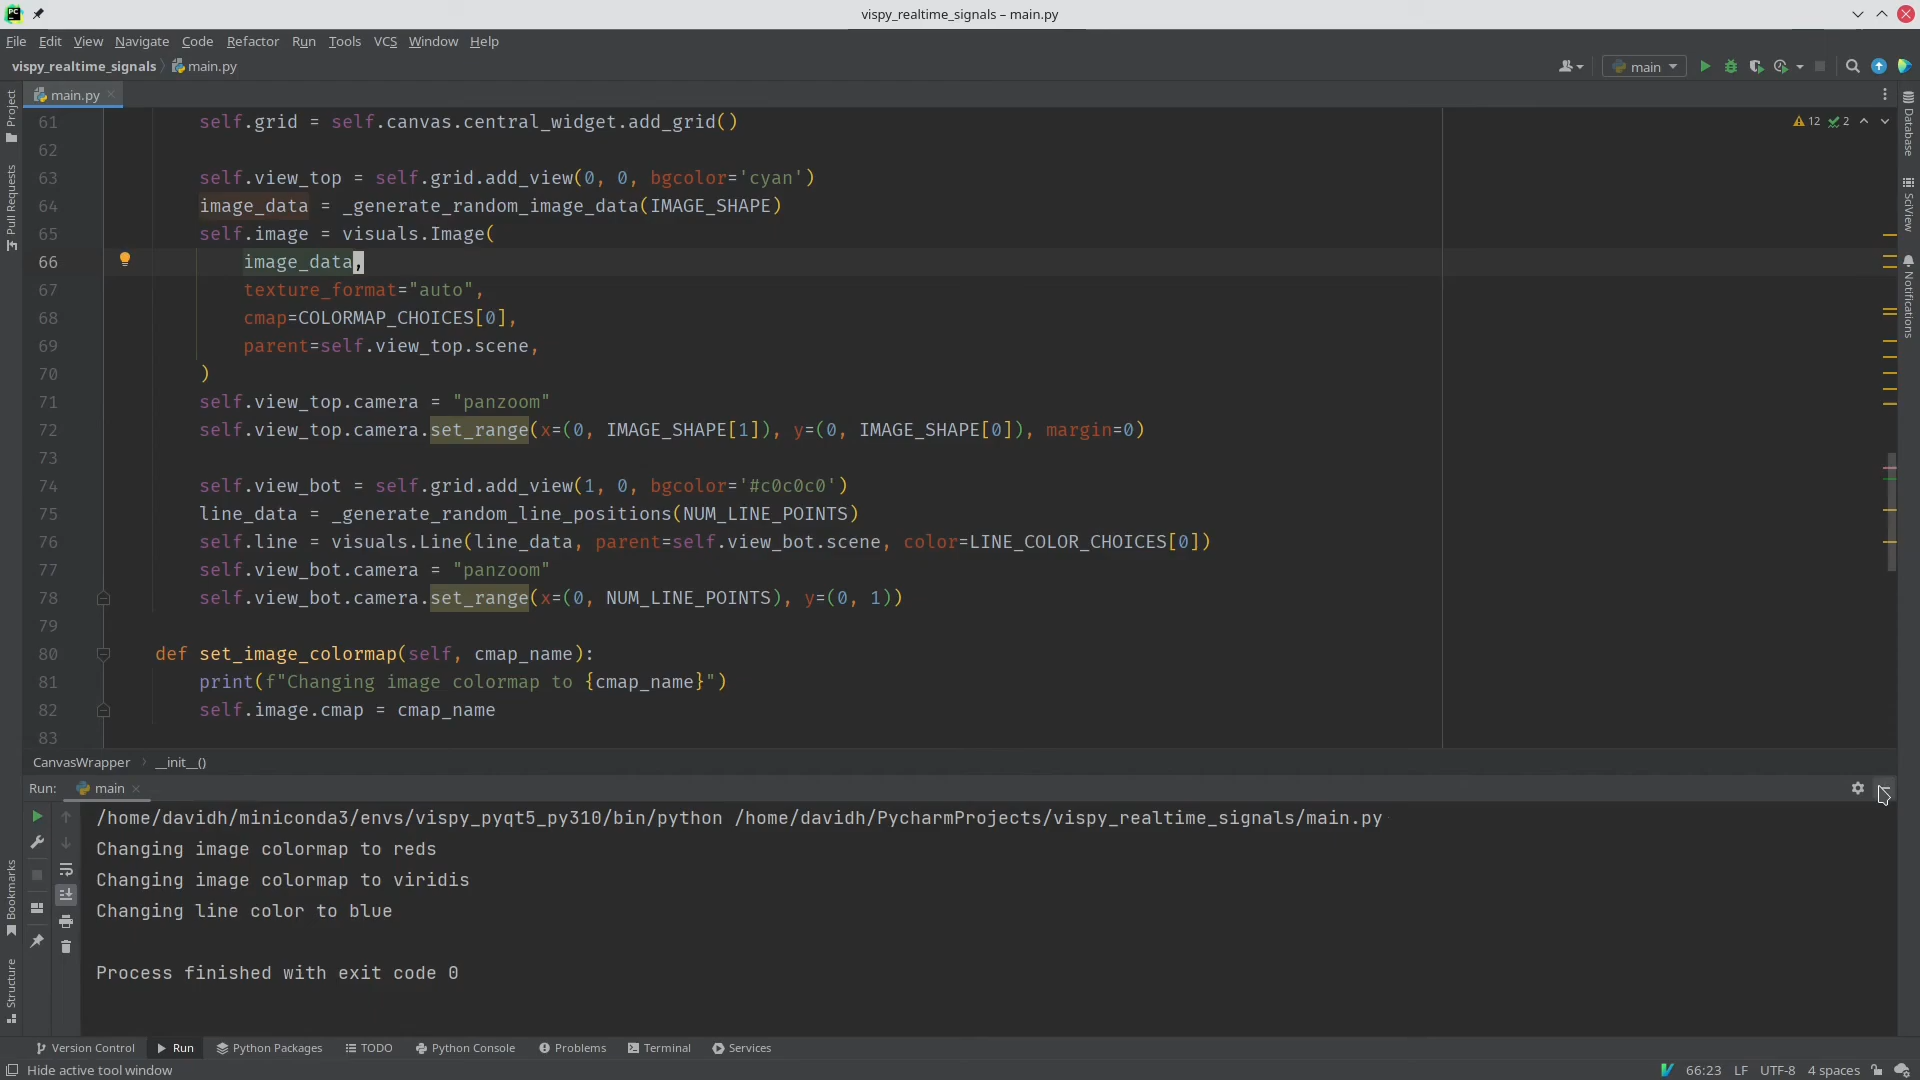 vispy_realtime_signals – main.py
File Edit View Navigate Code Refactor Run Tools VCS Window Help
vispy_realtime_signals main.py
main
main.py
12 2
61 self.grid = self.canvas.central_widget.add_grid()
62
63 self.view_top = self.grid.add_view(0, 0, bgcolor='cyan')
64 image_data = _generate_random_image_data(IMAGE_SHAPE)
65 self.image = visuals.Image(
66 image_data,
67 texture_format="auto",
68 cmap=COLORMAP_CHOICES[0],
69 parent=self.view_top.scene,
70 )
71 self.view_top.camera = "panzoom"
72 self.view_top.camera.set_range(x=(0, IMAGE_SHAPE[1]), y=(0, IMAGE_SHAPE[0]), margin=0)
73
74 self.view_bot = self.grid.add_view(1, 0, bgcolor='#c0c0c0')
75 line_data = _generate_random_line_positions(NUM_LINE_POINTS)
76 self.line = visuals.Line(line_data, parent=self.view_bot.scene, color=LINE_COLOR_CHOICES[0])
77 self.view_bot.camera = "panzoom"
78 self.view_bot.camera.set_range(x=(0, NUM_LINE_POINTS), y=(0, 1))
79
80 def set_image_colormap(self, cmap_name):
81 print(f"Changing image colormap to {cmap_name}")
82 self.image.cmap = cmap_name
83
Project
Pull Requests
Bookmarks
Structure
Database
SciView
Notifications
CanvasWrapper __init__()
Run: main
/home/davidh/miniconda3/envs/vispy_pyqt5_py310/bin/python /home/davidh/PycharmProjects/vispy_realtime_signals/main.py
Changing image colormap to reds
Changing image colormap to viridis
Changing line color to blue
Process finished with exit code 0
Version Control Run Python Packages TODO Python Console Problems Terminal Services
Hide active tool window 66:23 LF UTF-8 4 spaces